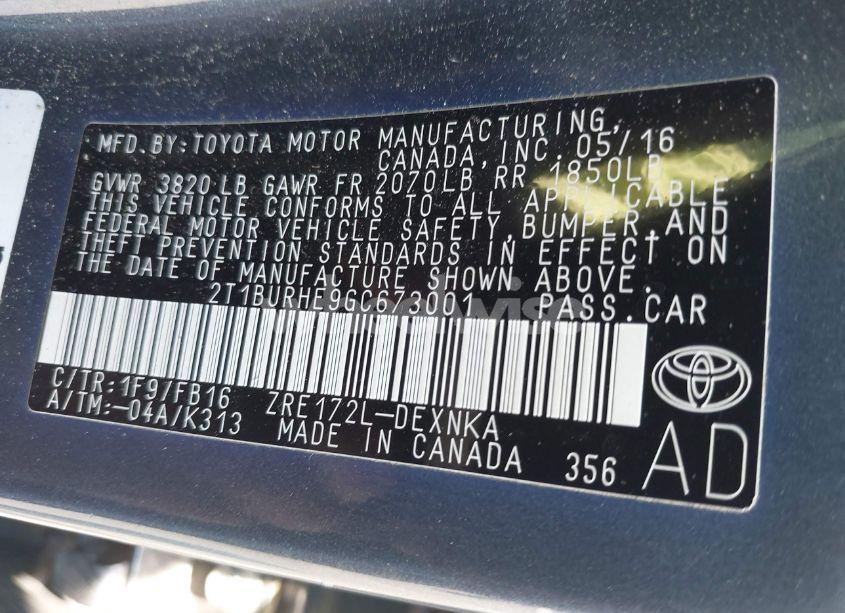 MFD.BY:TOYOTA MOTOR MANUFACTURING,
CANADA,INC. 05/16
GVWR 3820LB GAWR FR 2070LB RR 1850LB
THIS VEHICLE CONFORMS TO ALL APPLICABLE
FEDERAL MOTOR VEHICLE SAFETY,BUMPER,AND
THEFT PREVENTION STANDARDS IN EFFECT ON
THE DATE OF MANUFACTURE SHOWN ABOVE.
2T1BURHE9GC673001 PASS.CAR
C/TR:1F9/FB16 ZRE172L-DEXNKA
A/TM:-04A/K313 MADE IN CANADA 356
AD